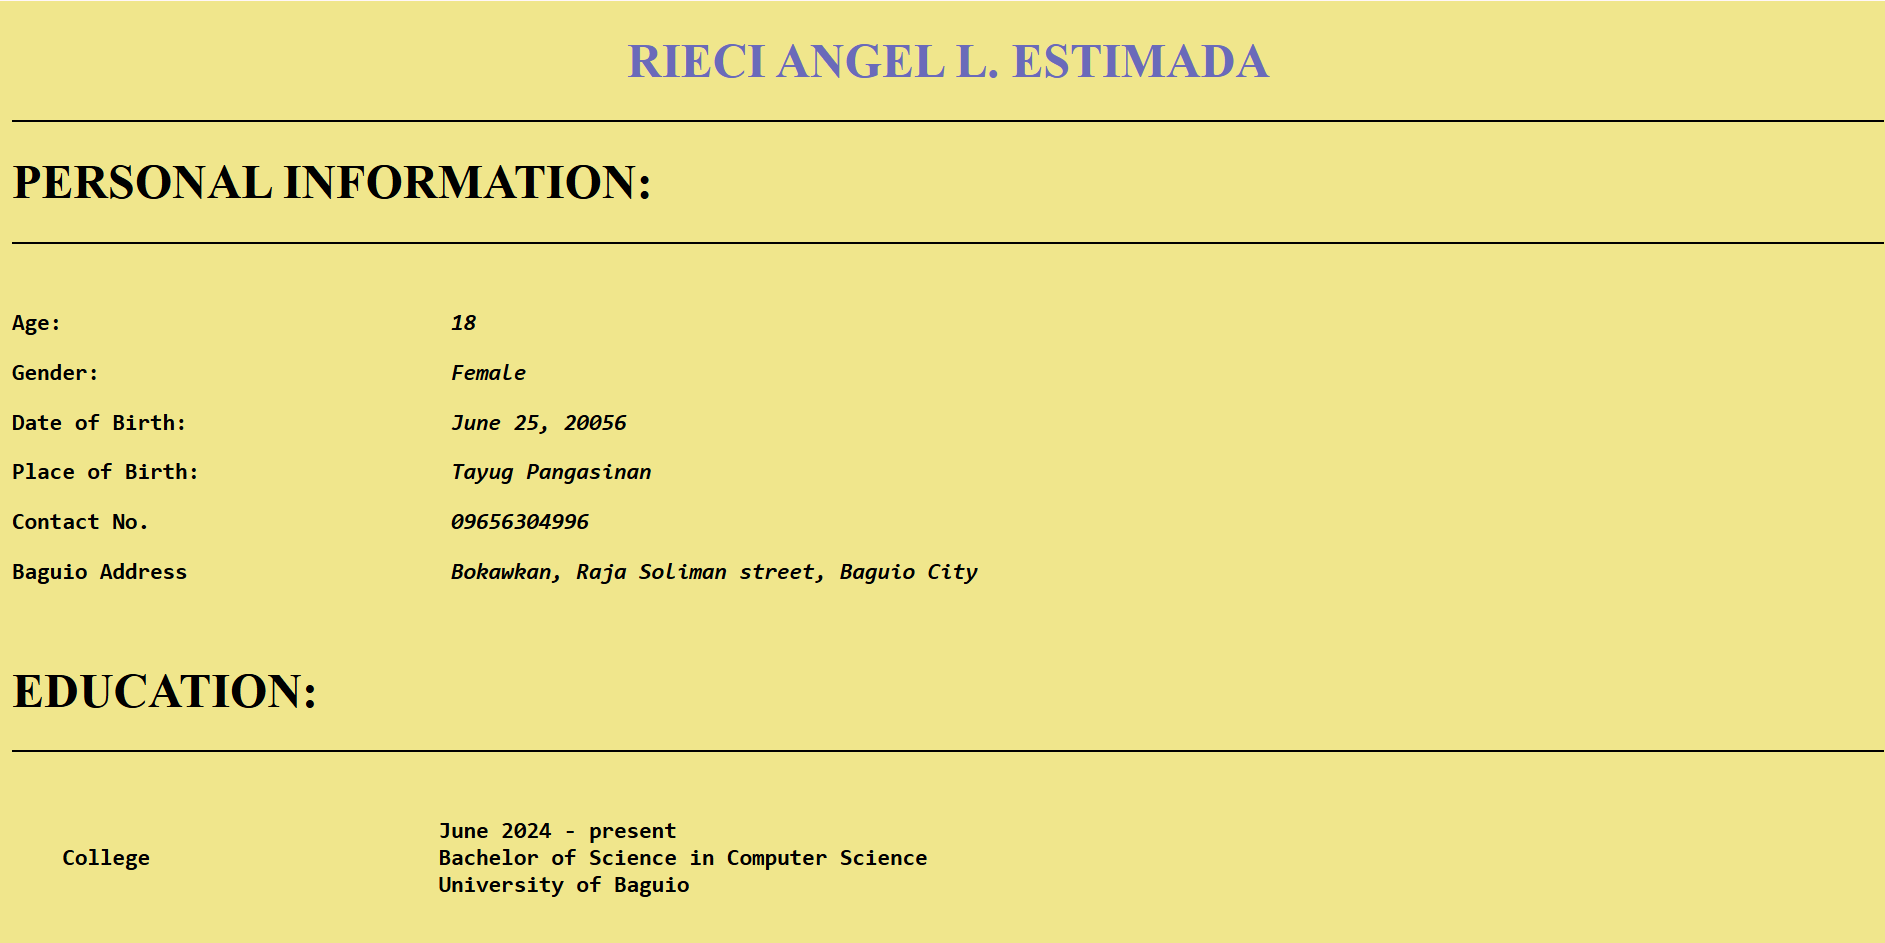 RIECI ANGEL L. ESTIMADA
PERSONAL INFORMATION:
Age: 18
Gender: Female
Date of Birth: June 25, 20056
Place of Birth: Tayug Pangasinan
Contact No. 09656304996
Baguio Address Bokawkan, Raja Soliman street, Baguio City
EDUCATION:
June 2024 - present
College Bachelor of Science in Computer Science
University of Baguio